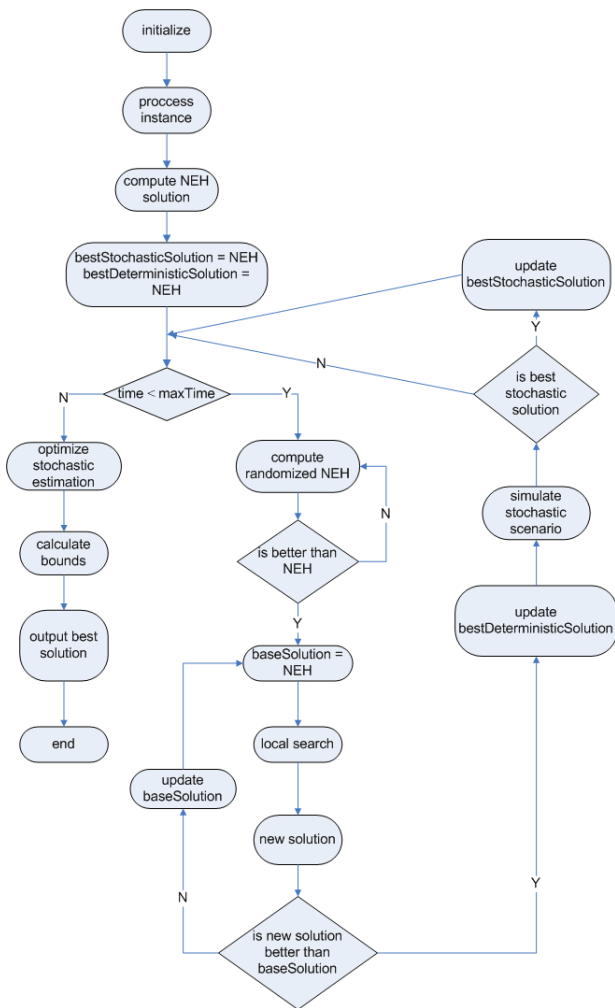 initialize
proccess
instance
compute NEH
solution
bestStochasticSolution = NEH
bestDeterministicSolution =
NEH
update
bestStochasticSolution
Y
N
is best
stochastic
solution
time < maxTime
N
Y
optimize
stochastic
estimation
compute
randomized NEH
N
simulate
stochastic
scenario
calculate
bounds
is better than
NEH
update
bestDeterministicSolution
output best
solution
Y
baseSolution =
NEH
end
local search
update
baseSolution
new solution
N
Y
is new solution
better than
baseSolution